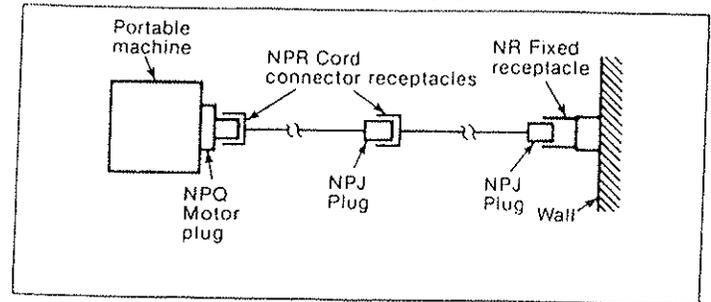 Portable
machine
NPR Cord
connector receptacles
NR Fixed
receptacle
NPQ
Motor
plug
NPJ
Plug
NPJ
Plug
Wall